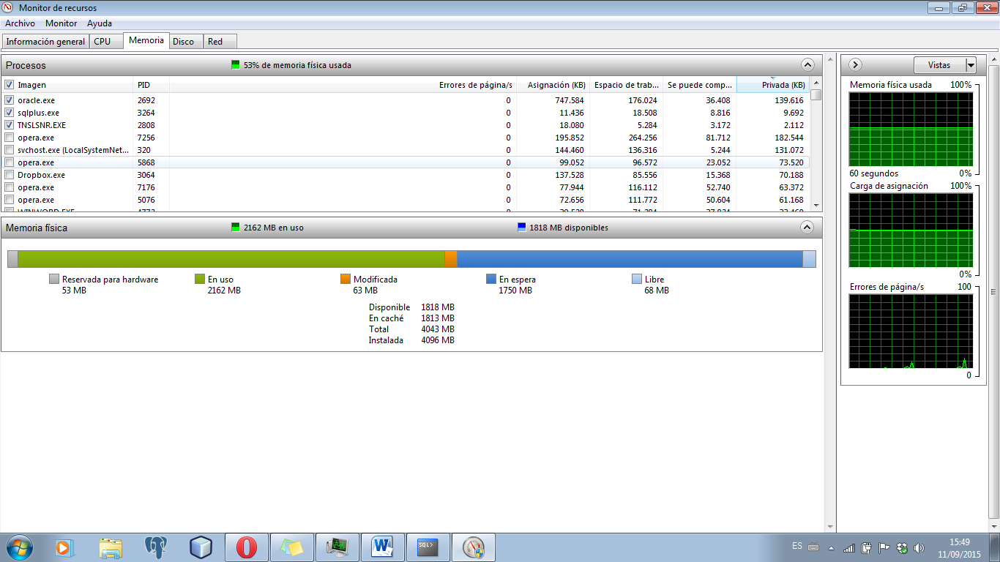 Monitor de recursos
Archivo Monitor Ayuda
Información general CPU Memoria Disco Red
Procesos 53% de memoria física usada
Imagen PID Errores de página/s Asignación (KB) Espacio de trab... Se puede comp... Privada (KB)
oracle.exe 2692 0 747.584 176.024 36.408 139.616
sqlplus.exe 3264 0 11.436 18.508 8.816 9.692
TNSLSNR.EXE 2808 0 18.080 5.284 3.172 2.112
opera.exe 7256 0 195.852 264.256 81.712 182.544
svchost.exe (LocalSystemNet... 320 0 144.460 136.316 5.244 131.072
opera.exe 5868 0 99.052 96.572 23.052 73.520
Dropbox.exe 3064 0 137.528 85.556 15.368 70.188
opera.exe 7176 0 77.944 116.112 52.740 63.372
opera.exe 5076 0 72.656 111.772 50.604 61.168
WINWORD.EXE
Memoria física 2162 MB en uso 1818 MB disponibles
Reservada para hardware En uso Modificada En espera Libre
53 MB 2162 MB 63 MB 1750 MB 68 MB
Disponible 1818 MB
En caché 1813 MB
Total 4043 MB
Instalada 4096 MB
Vistas
Memoria física usada 100%
60 segundos 0%
Carga de asignación 100%
0%
Errores de página/s 100
0
SQL>
ES
15:49
11/09/2015